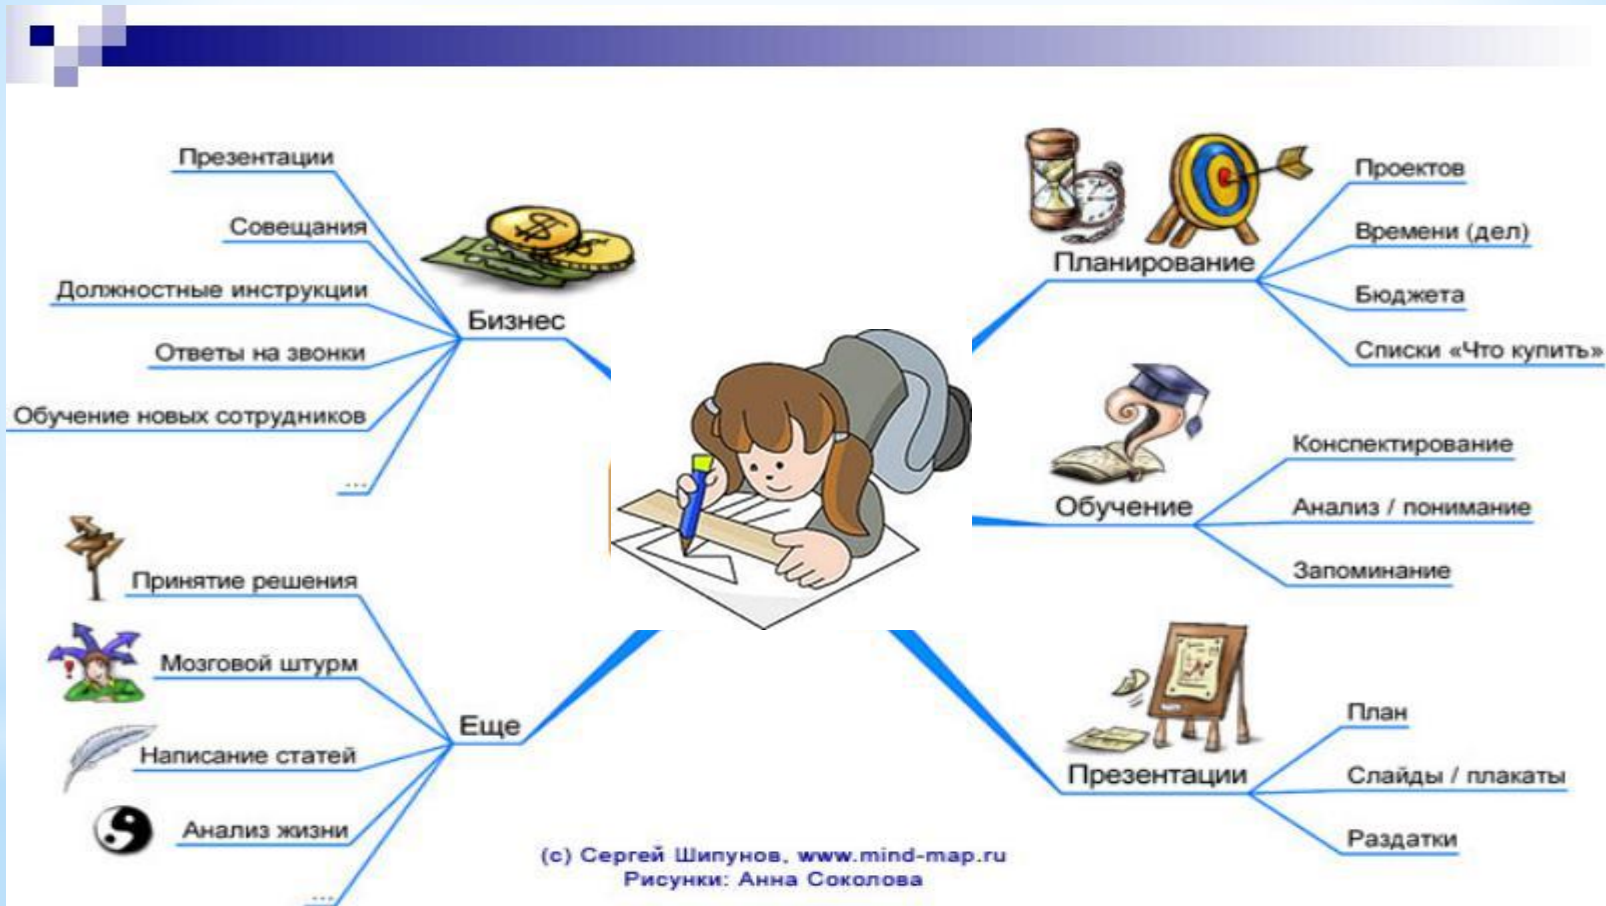 Презентации
Совещания
Должностные инструкции
Ответы на звонки
Обучение новых сотрудников
...
Бизнес
Принятие решения
Мозговой штурм
Написание статей
Анализ жизни
...
Еще
Планирование
Проектов
Времени (дел)
Бюджета
Списки «Что купить»
Обучение
Конспектирование
Анализ / понимание
Запоминание
Презентации
План
Слайды / плакаты
Раздатки
(с) Сергей Шипунов, www.mind-map.ru
Рисунки: Анна Соколова